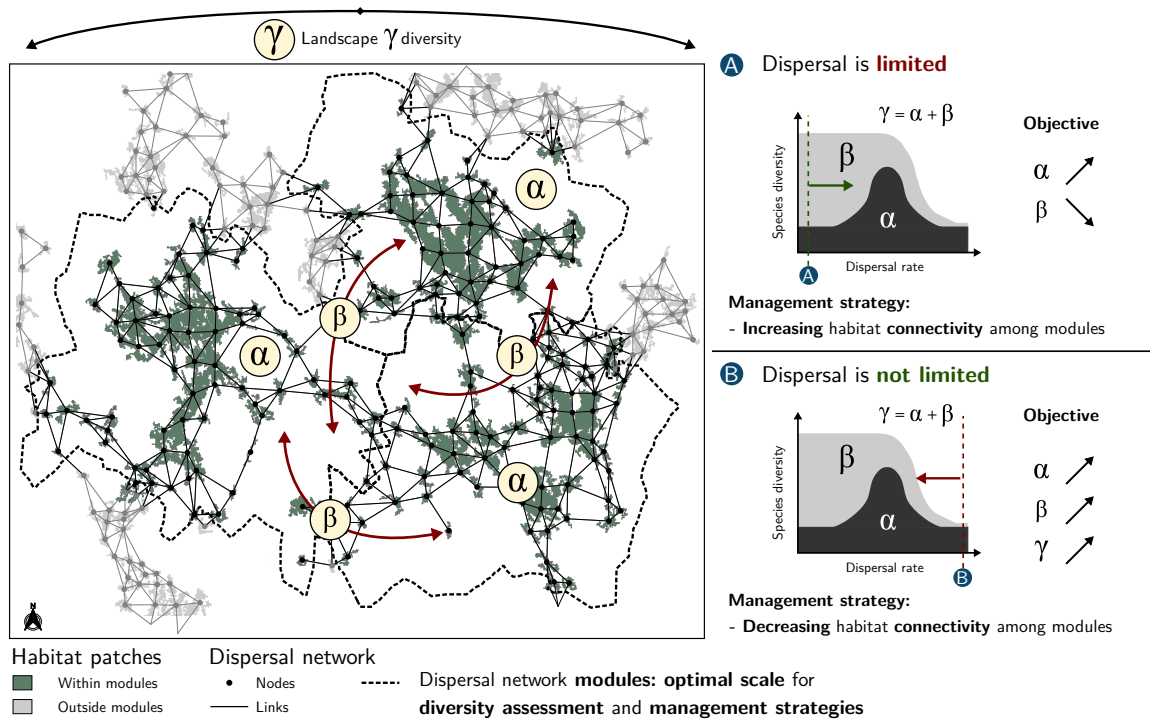 γ Landscape γ diversity
α
β
α
β
α
β
N
A Dispersal is limited
γ = α + β
Species diversity
β
α
A
Dispersal rate
Objective
α
β
Management strategy:
- Increasing habitat connectivity among modules
B Dispersal is not limited
γ = α + β
Species diversity
β
α
B
Dispersal rate
Objective
α
β
γ
Management strategy:
- Decreasing habitat connectivity among modules
Habitat patches
Within modules
Outside modules
Dispersal network
Nodes
Links
Dispersal network modules: optimal scale for
diversity assessment and management strategies